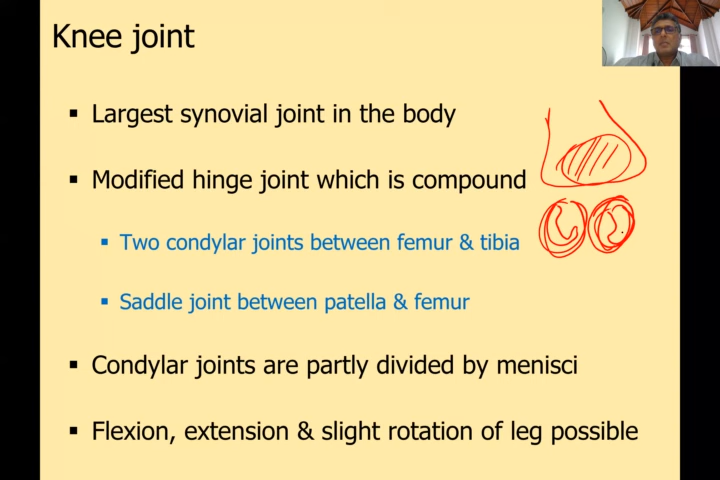 Knee joint
▪ Largest synovial joint in the body
▪ Modified hinge joint which is compound
▪ Two condylar joints between femur & tibia
▪ Saddle joint between patella & femur
▪ Condylar joints are partly divided by menisci
▪ Flexion, extension & slight rotation of leg possible